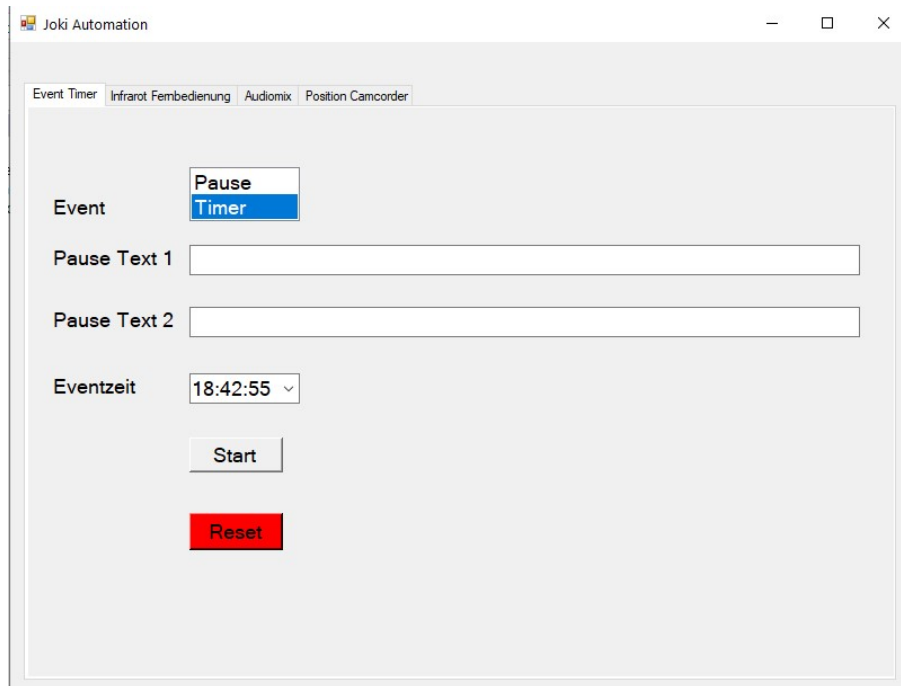 Joki Automation
Event Timer Infrarot Fernbedienung Audiomix Position Camcorder
Pause
Event Timer
Pause Text 1
Pause Text 2
Eventzeit 18:42:55
Start
Reset